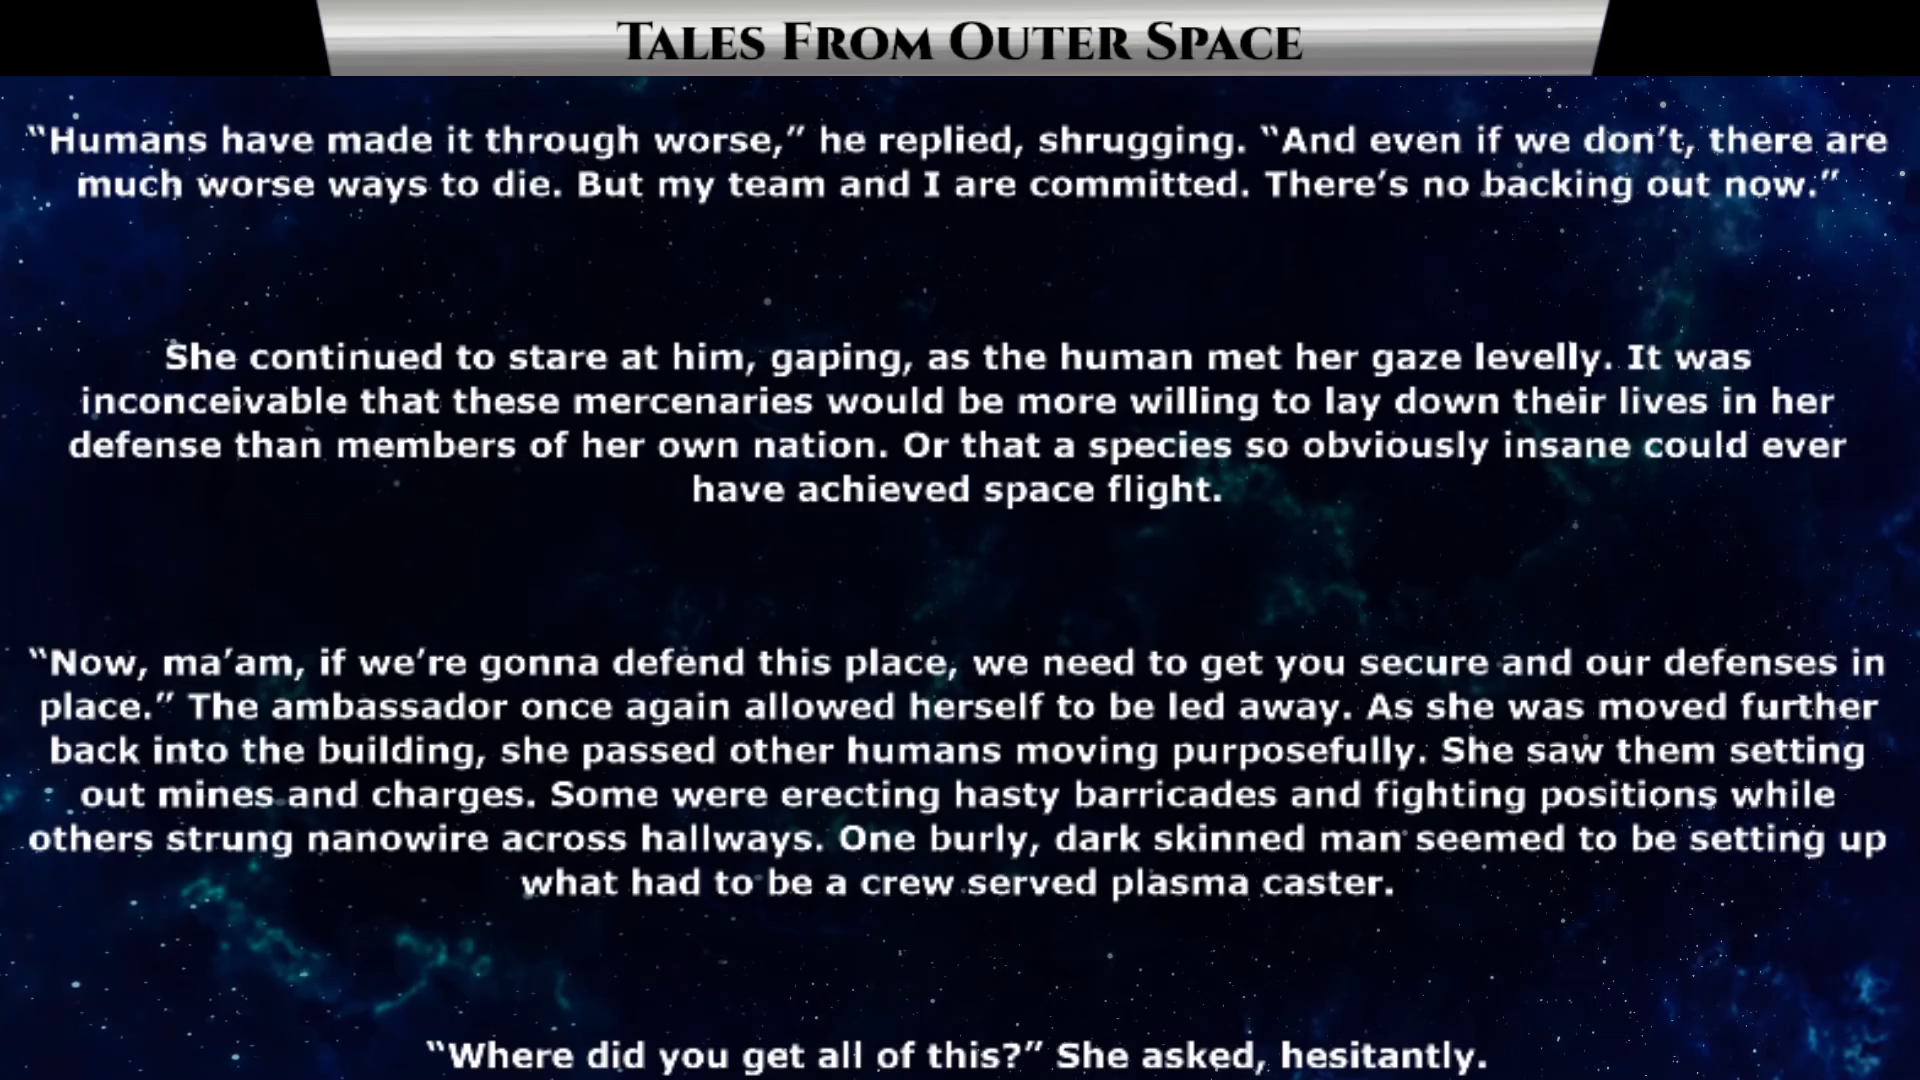 Tales From Outer Space
“Humans have made it through worse,” he replied, shrugging. “And even if we don’t, there are
much worse ways to die. But my team and I are committed. There’s no backing out now.”
She continued to stare at him, gaping, as the human met her gaze levelly. It was
inconceivable that these mercenaries would be more willing to lay down their lives in her
defense than members of her own nation. Or that a species so obviously insane could ever
have achieved space flight.
“Now, ma’am, if we’re gonna defend this place, we need to get you secure and our defenses in
place.” The ambassador once again allowed herself to be led away. As she was moved further
back into the building, she passed other humans moving purposefully. She saw them setting
out mines and charges. Some were erecting hasty barricades and fighting positions while
others strung nanowire across hallways. One burly, dark skinned man seemed to be setting up
what had to be a crew served plasma caster.
“Where did you get all of this?” She asked, hesitantly.